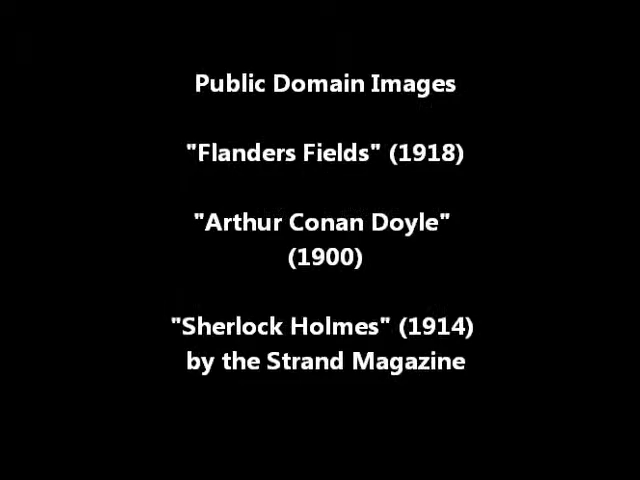 Public Domain Images
"Flanders Fields" (1918)
"Arthur Conan Doyle"
(1900)
"Sherlock Holmes" (1914)
by the Strand Magazine